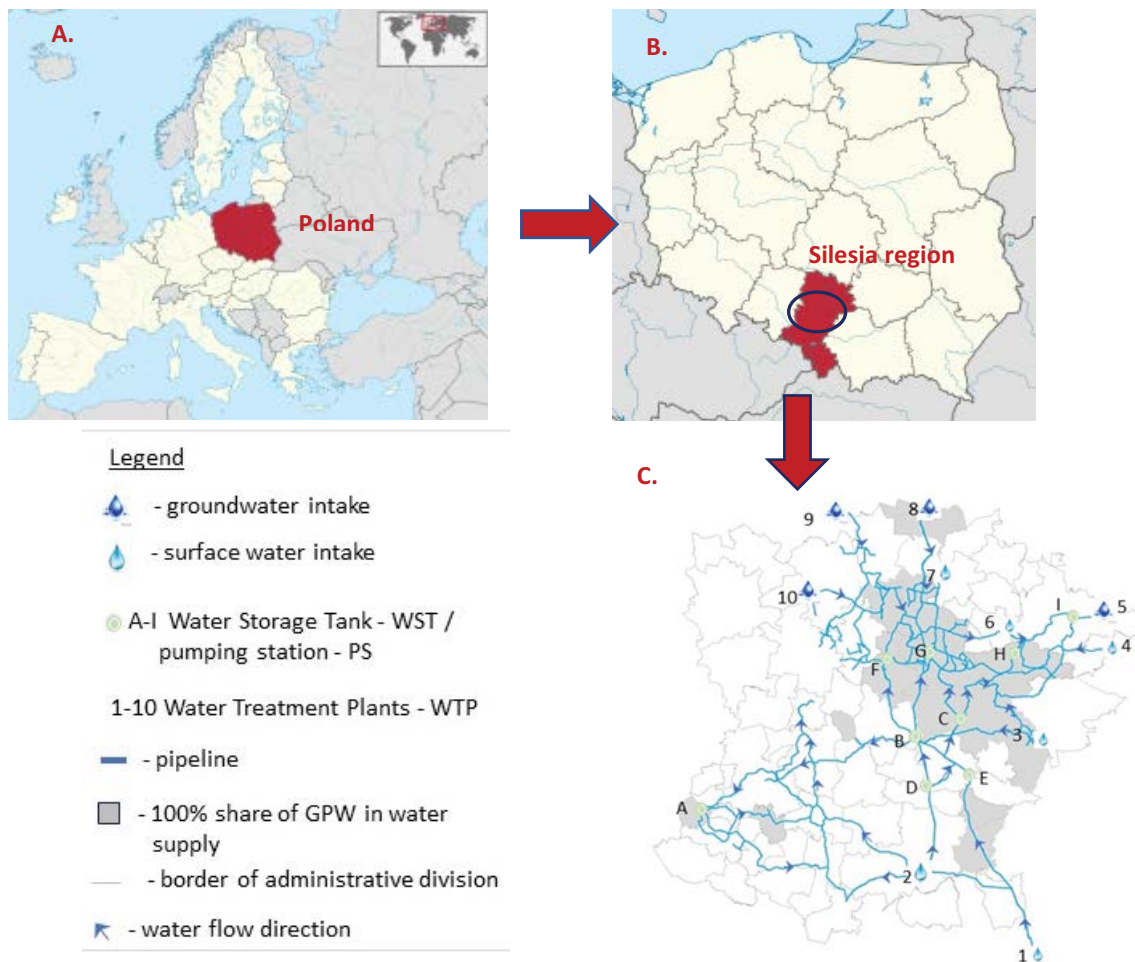 A.
Poland
B.
Silesia region
Legend
- groundwater intake
- surface water intake
A-I Water Storage Tank - WST /
pumping station - PS
1-10 Water Treatment Plants - WTP
- pipeline
- 100% share of GPW in water
supply
- border of administrative division
- water flow direction
C.
9
8
7
10
6
I
5
4
G
H
F
C
3
B
E
D
A
2
1